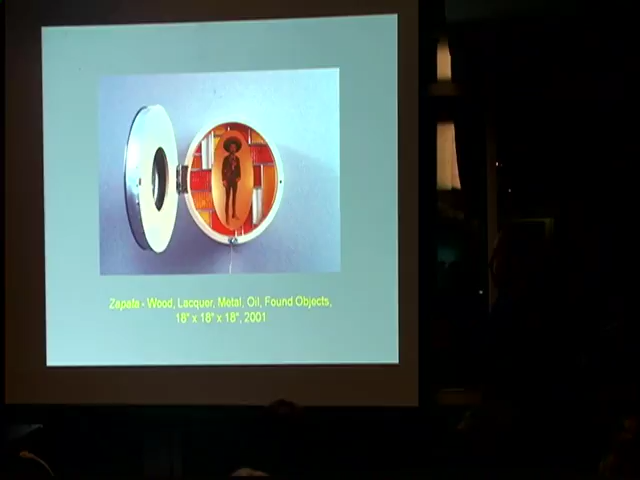 Zapata - Wood, Lacquer, Metal, Oil, Found Objects,
18" x 18" x 18", 2001